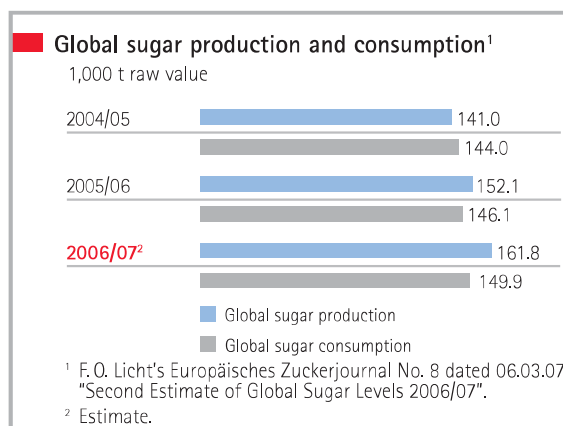 Global sugar production and consumption¹
1,000 t raw value
2004/05 141.0
144.0
2005/06 152.1
146.1
2006/07² 161.8
149.9
Global sugar production
Global sugar consumption
¹ F. O. Licht's Europäisches Zuckerjournal No. 8 dated 06.03.07
"Second Estimate of Global Sugar Levels 2006/07".
² Estimate.